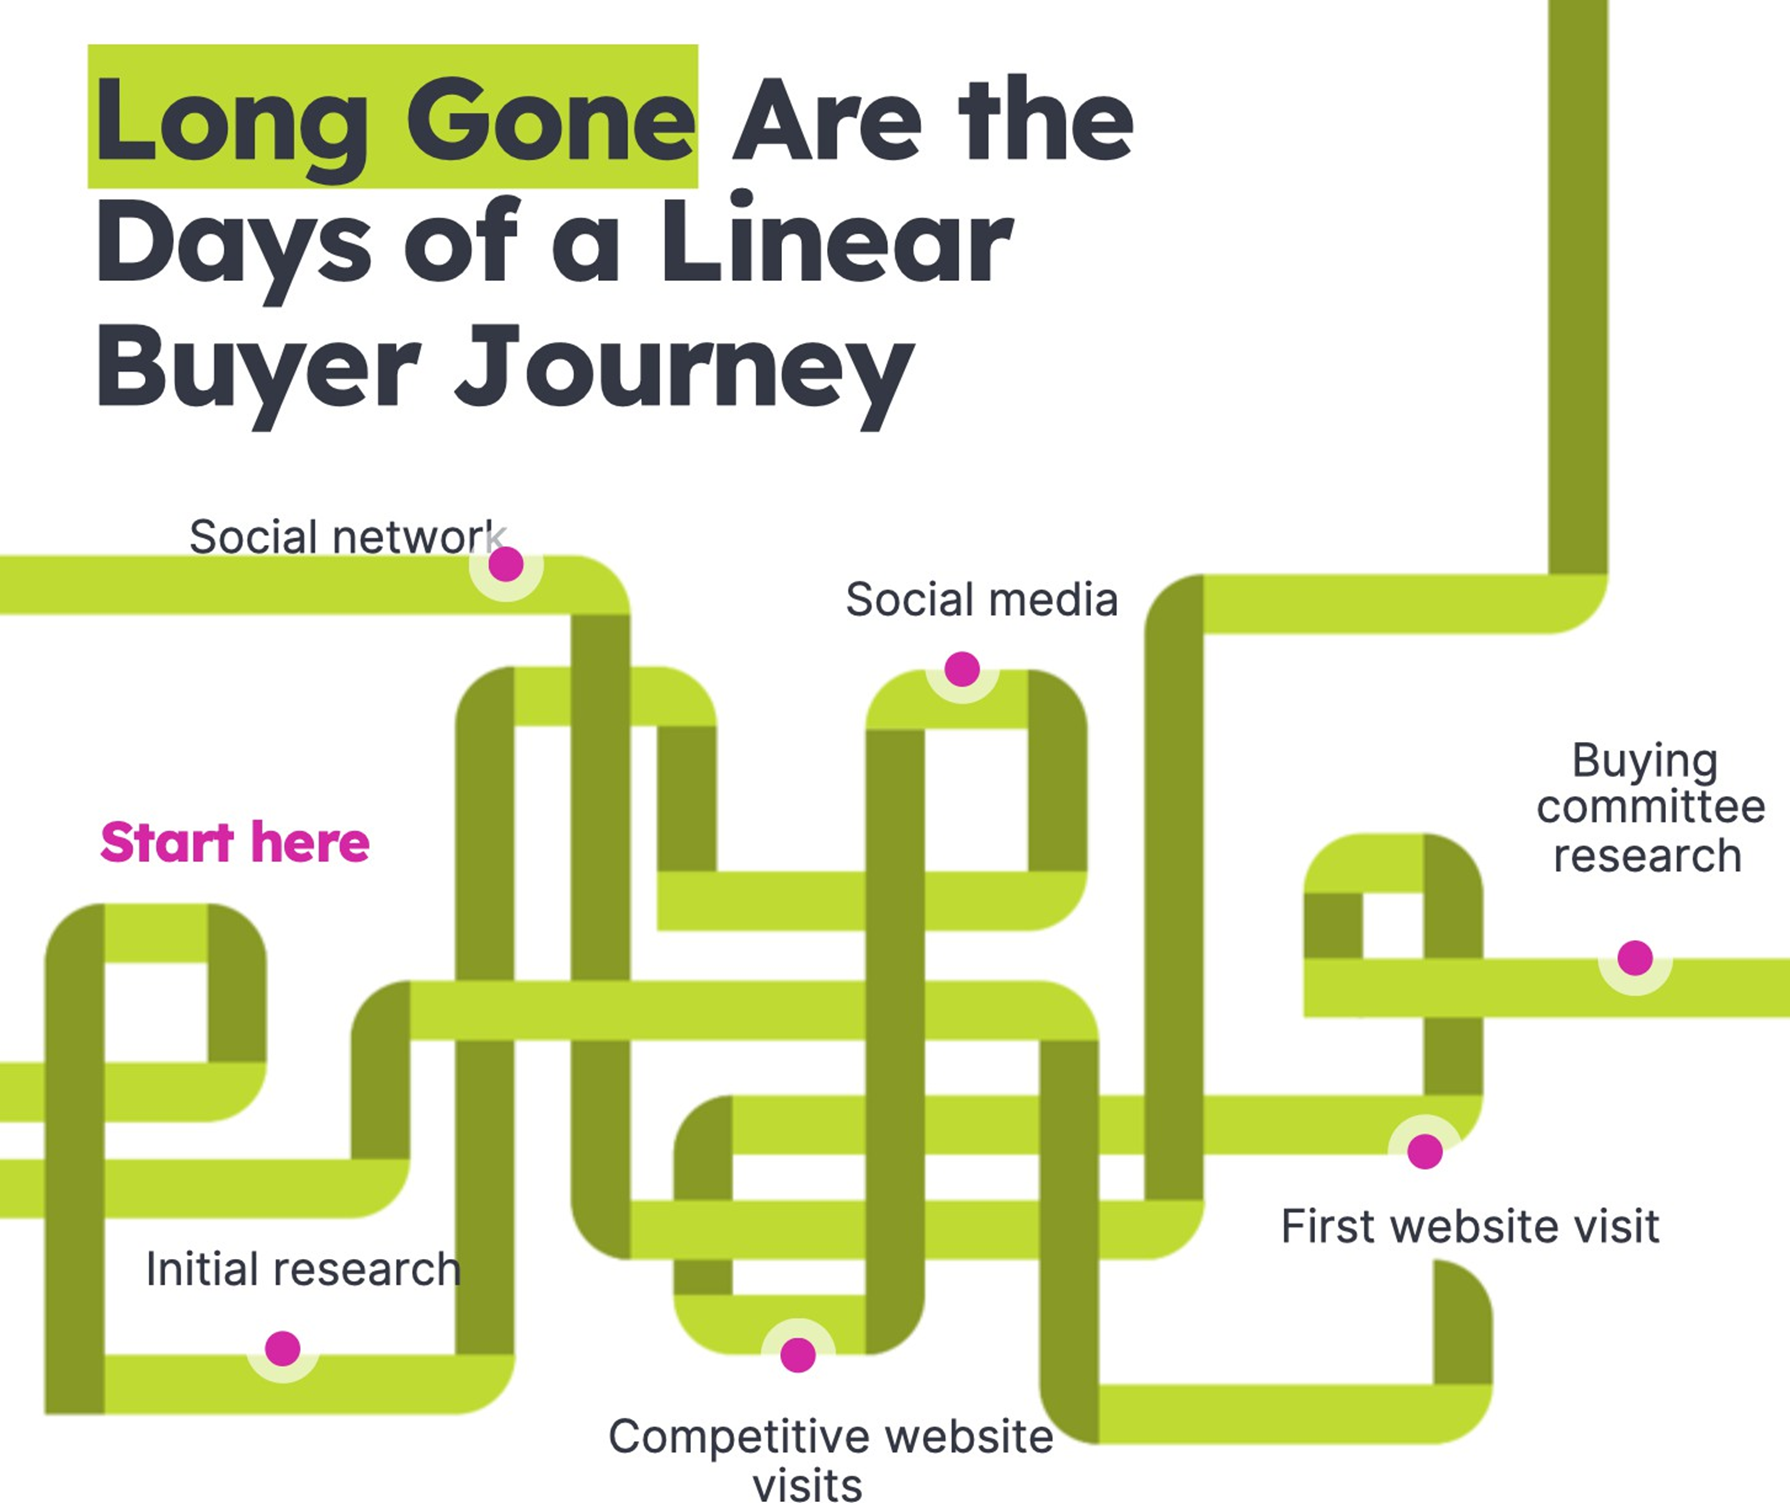 Long Gone Are the
Days of a Linear
Buyer Journey
Social network
Social media
Buying
committee
research
Start here
First website visit
Initial research
Competitive website
visits